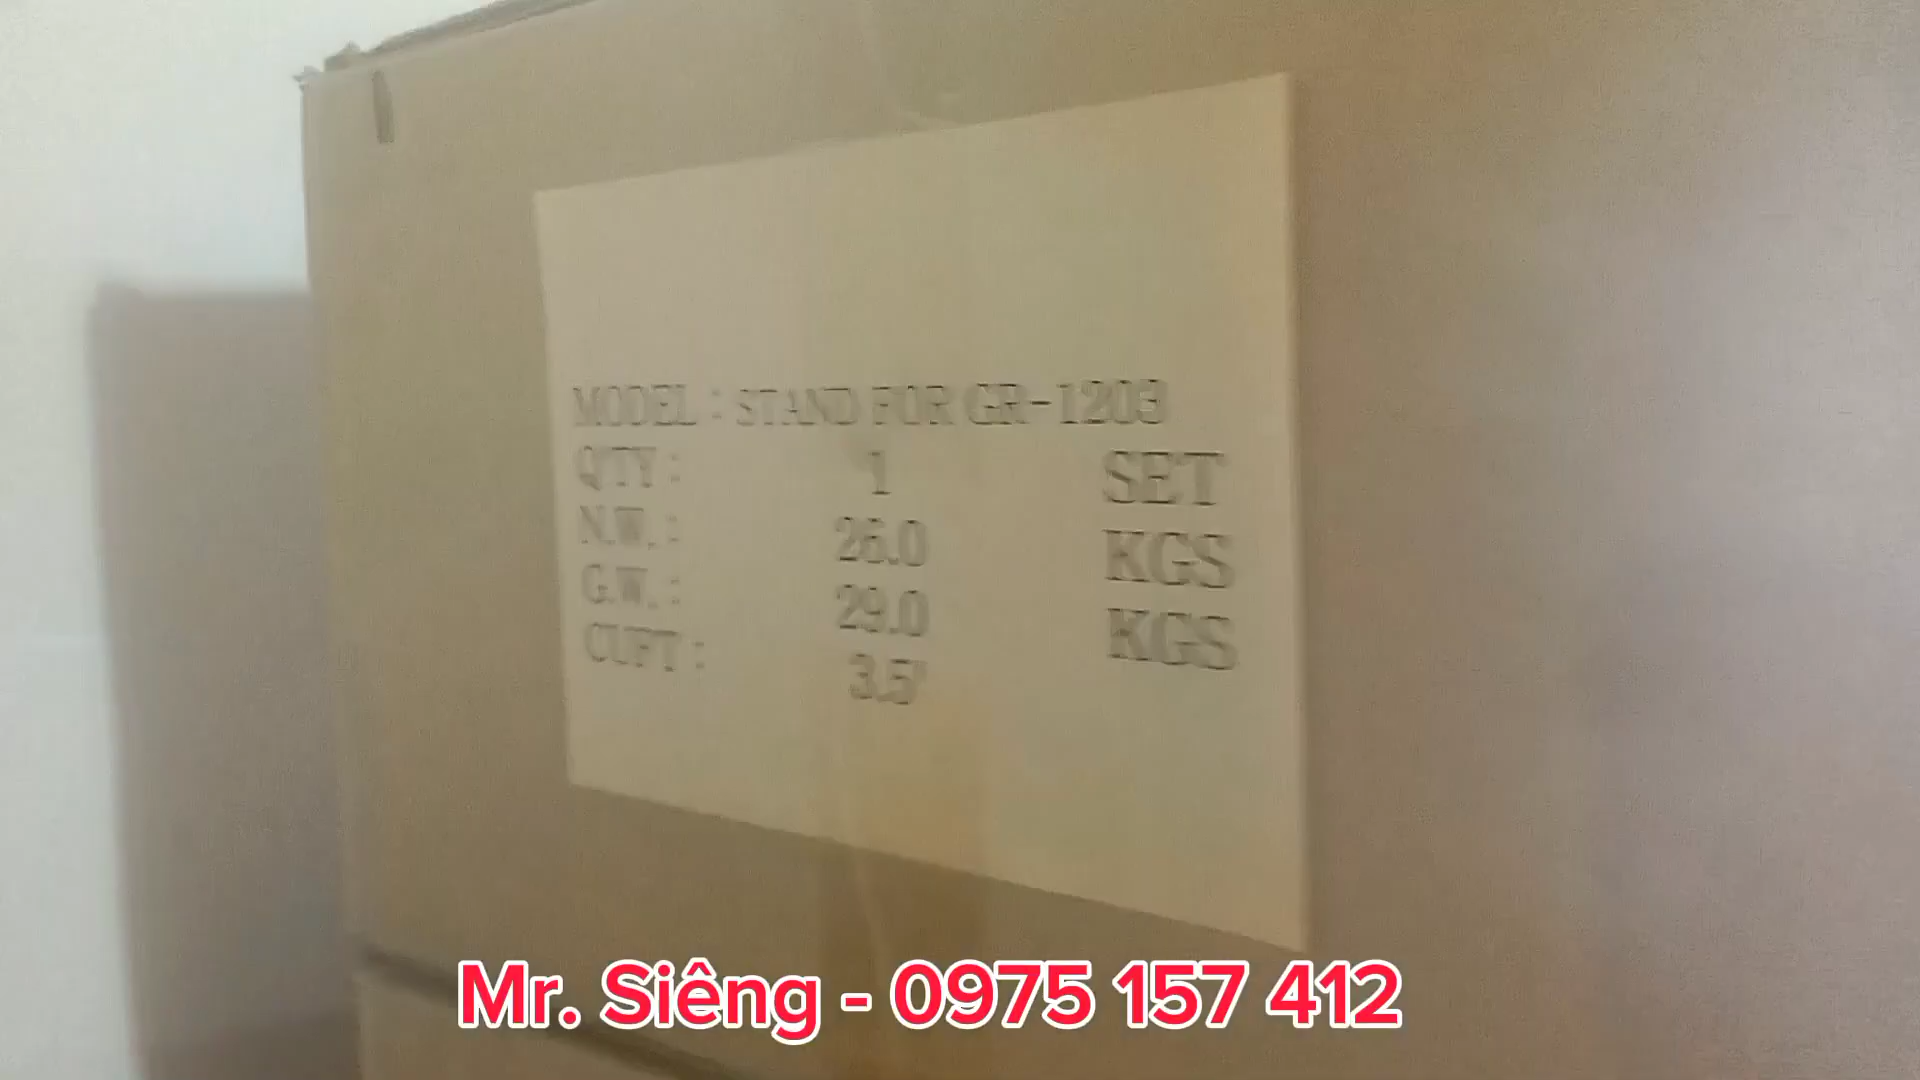 MODEL : STAND FOR GR-1203
Q'TY : 1 SET
N.W. : 26.0 KGS
G.W. : 29.0 KGS
CUFT : 3.5'
Mr. Siêng - 0975 157 412